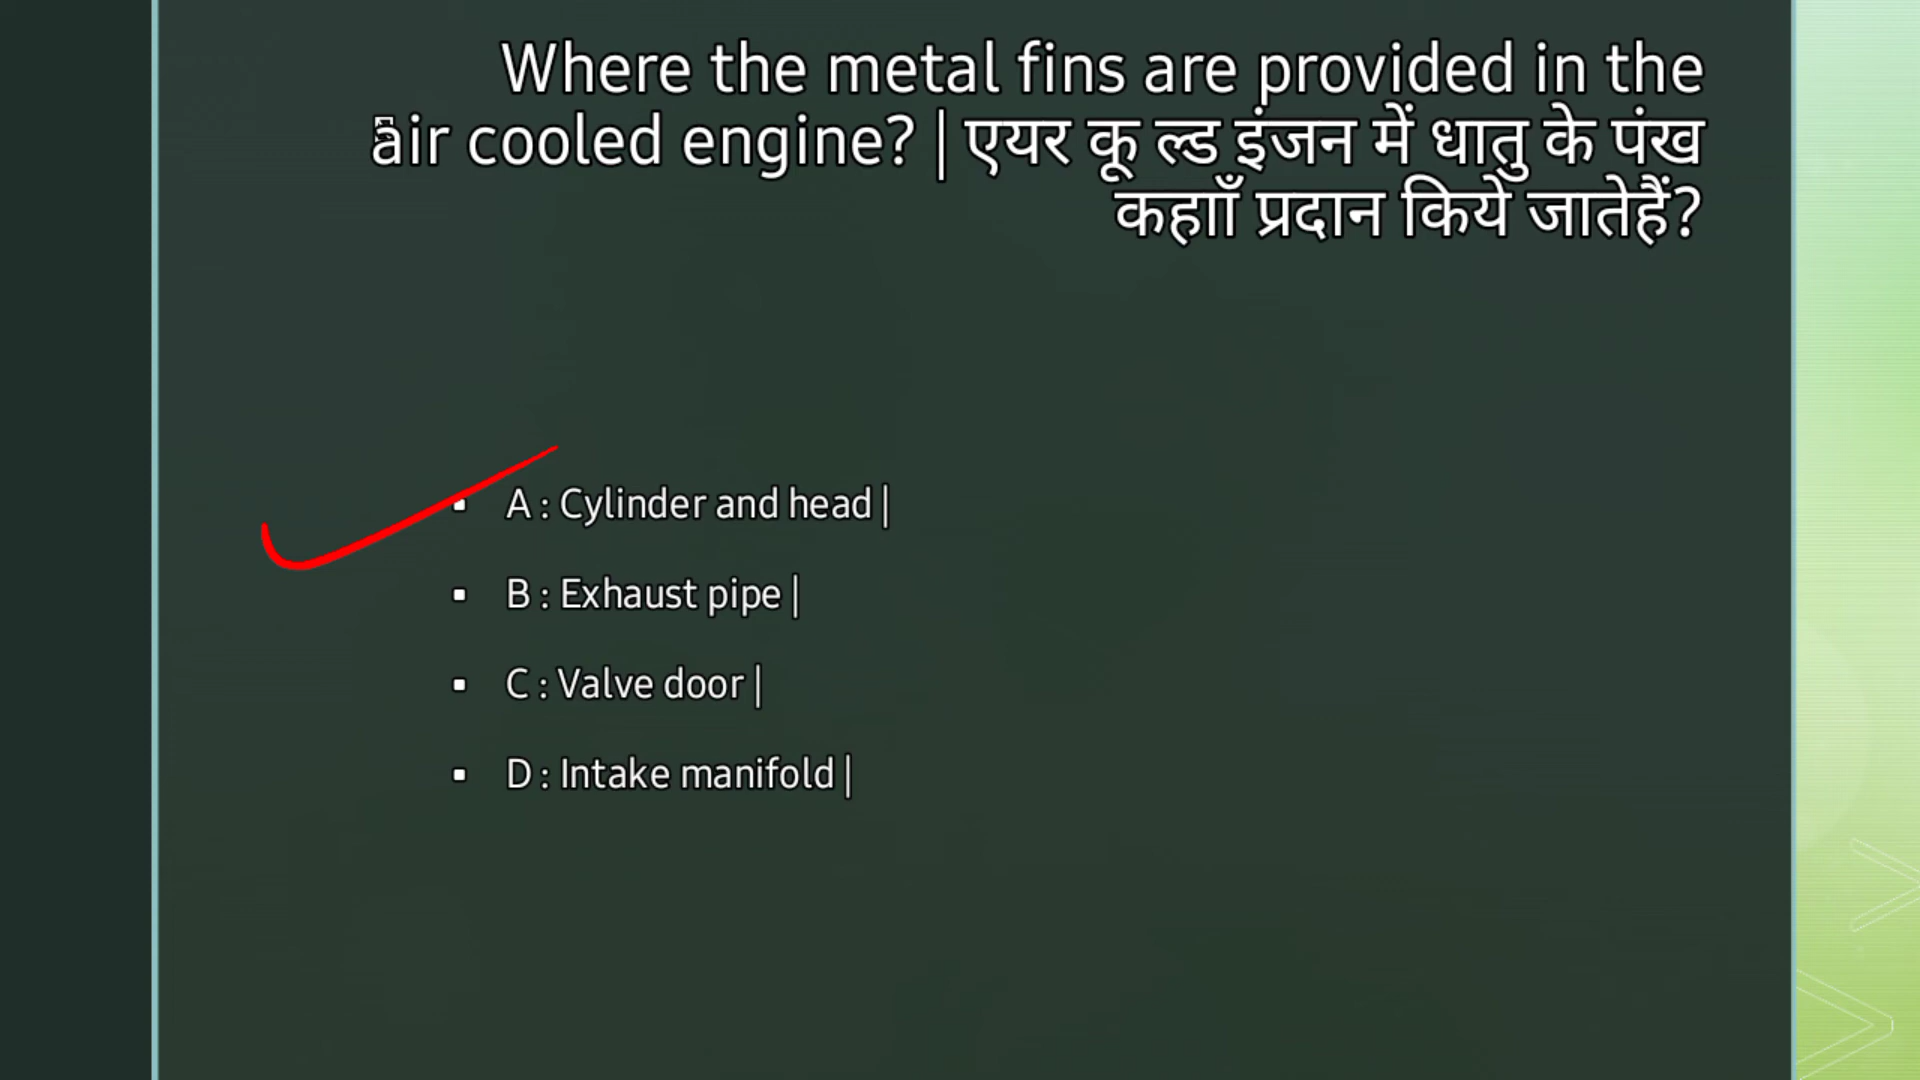 Where the metal fins are provided in the
air cooled engine? | एयर कू ल्ड इंजन में धातु के पंख
कहााँ प्रदान किये जातेहैं?
A : Cylinder and head |
B : Exhaust pipe |
C : Valve door |
D : Intake manifold |